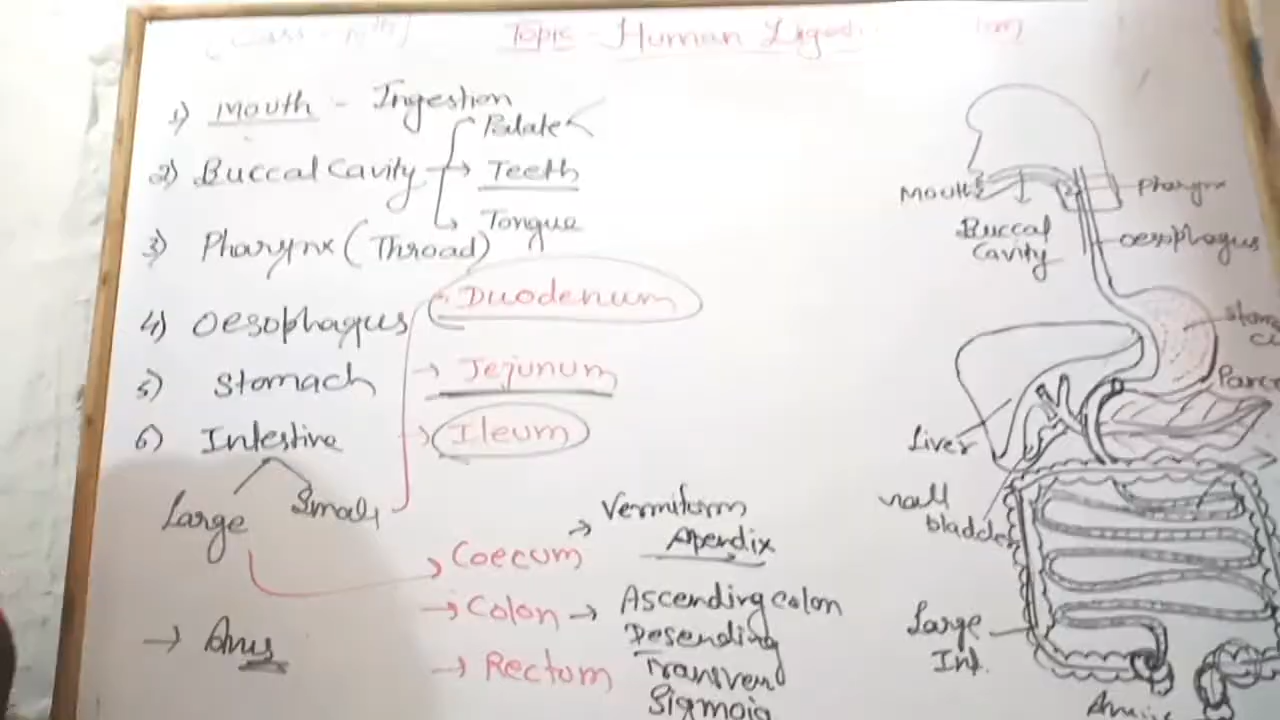 Topic - Human
1) Mouth - Ingestion
Palate
2) Buccal Cavity → Teeth
Tongue
3) Pharynx (Throad)
4) Oesophagus
Duodenum
5) Stomach
→ Jejunum
6) Intestine
→ Ileum
Large Small
→ Vermiform
Apendix
→ Coecum
→ Colon → Ascending colon
Desending
→ Anus
→ Rectum
Mouth
Buccal
Cavity
Pharynx
oesophagus
Liver
bladder
Large
Int.